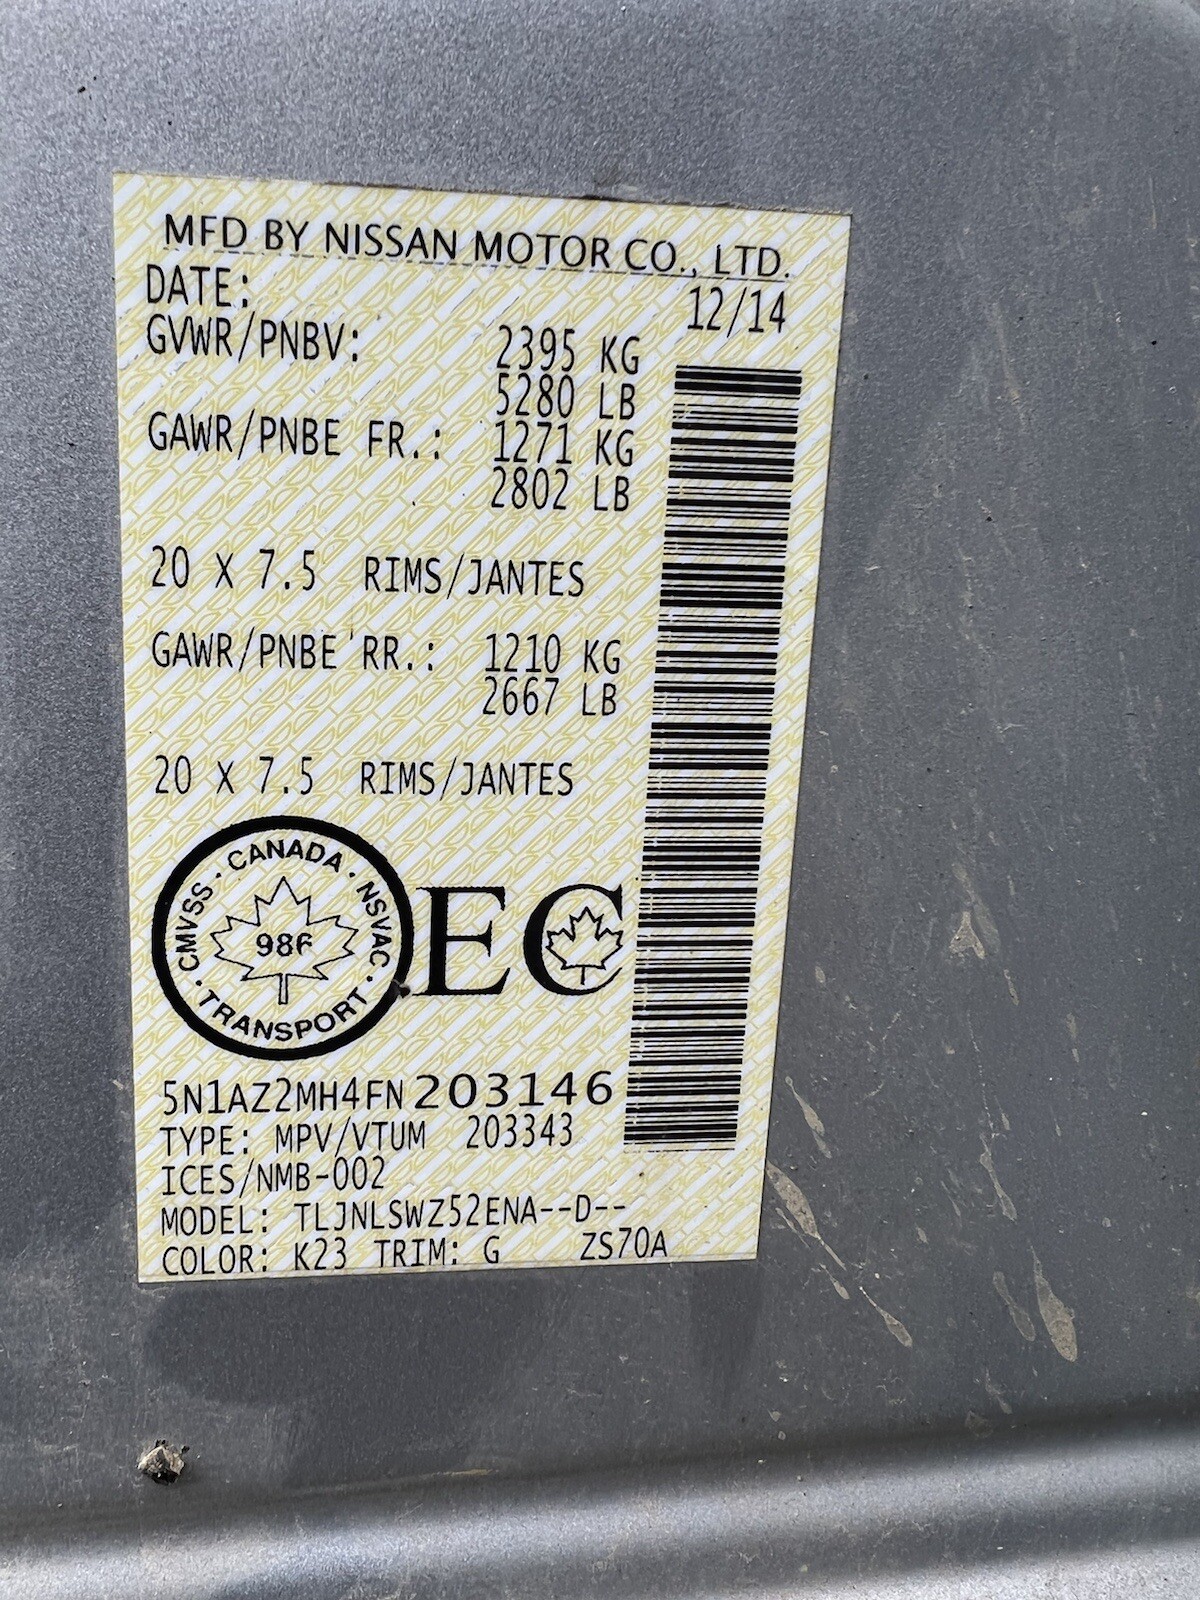 MFD BY NISSAN MOTOR CO., LTD.
DATE: 12/14
GVWR/PNBV: 2395 KG
5280 LB
GAWR/PNBE FR.: 1271 KG
2802 LB
20 X 7.5 RIMS/JANTES
GAWR/PNBE RR.: 1210 KG
2667 LB
20 X 7.5 RIMS/JANTES
CMVSS · CANADA · NSVAC · TRANSPORT ·
EC
5N1AZ2MH4FN203146
TYPE: MPV/VTUM 203343
ICES/NMB-002
MODEL: TLJNLSWZ52ENA--D--
COLOR: K23 TRIM: G ZS70A